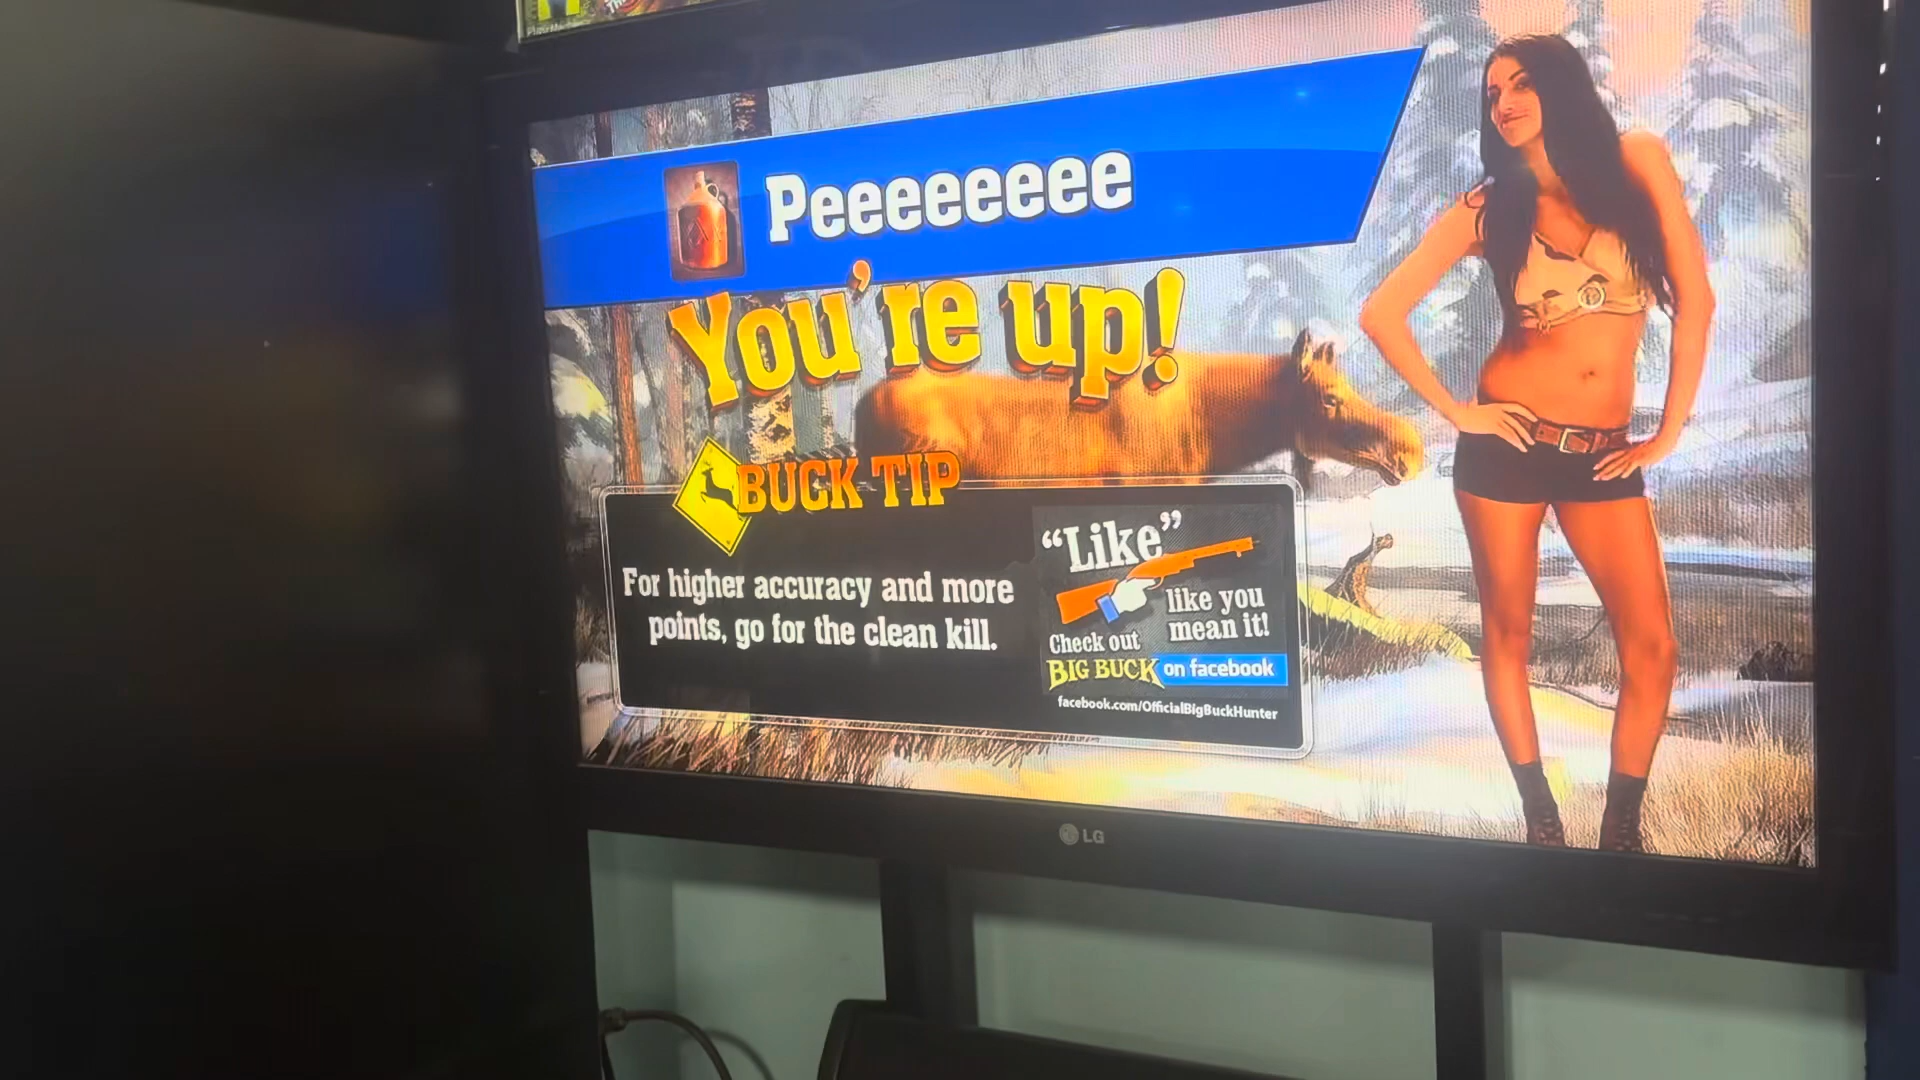 Peeeeeeee
You're up!
BUCK TIP
For higher accuracy and more
points, go for the clean kill.
"Like"
like you
mean it!
Check out
BIG BUCK on facebook
facebook.com/OfficialBigBuckHunter
LG